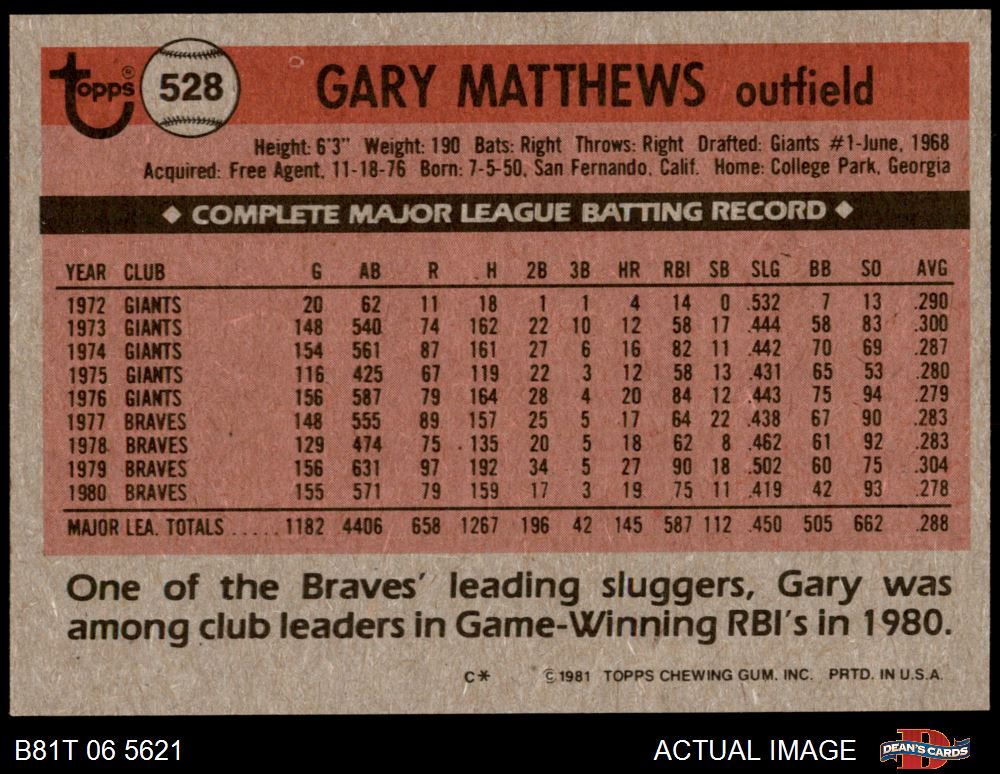 Topps® 528 GARY MATTHEWS outfield
Height: 6'3" Weight: 190 Bats: Right Throws: Right Drafted: Giants #1-June, 1968
Acquired: Free Agent, 11-18-76 Born: 7-5-50, San Fernando, Calif. Home: College Park, Georgia
◆ COMPLETE MAJOR LEAGUE BATTING RECORD ◆
YEAR CLUB G AB R H 2B 3B HR RBI SB SLG BB SO AVG
1972 GIANTS 20 62 11 18 1 1 4 14 0 .532 7 13 .290
1973 GIANTS 148 540 74 162 22 10 12 58 17 .444 58 83 .300
1974 GIANTS 154 561 87 161 27 6 16 82 11 .442 70 69 .287
1975 GIANTS 116 425 67 119 22 3 12 58 13 .431 65 53 .280
1976 GIANTS 156 587 79 164 28 4 20 84 12 .443 75 94 .279
1977 BRAVES 148 555 89 157 25 5 17 64 22 .438 67 90 .283
1978 BRAVES 129 474 75 135 20 5 18 62 8 .462 61 92 .283
1979 BRAVES 156 631 97 192 34 5 27 90 18 .502 60 75 .304
1980 BRAVES 155 571 79 159 17 3 19 75 11 .419 42 93 .278
MAJOR LEA. TOTALS ..... 1182 4406 658 1267 196 42 145 587 112 .450 505 662 .288
One of the Braves' leading sluggers, Gary was
among club leaders in Game-Winning RBI's in 1980.
C* © 1981 TOPPS CHEWING GUM. INC. PRTD. IN U.S.A.
B81T 06 5621 ACTUAL IMAGE DEAN'S CARDS